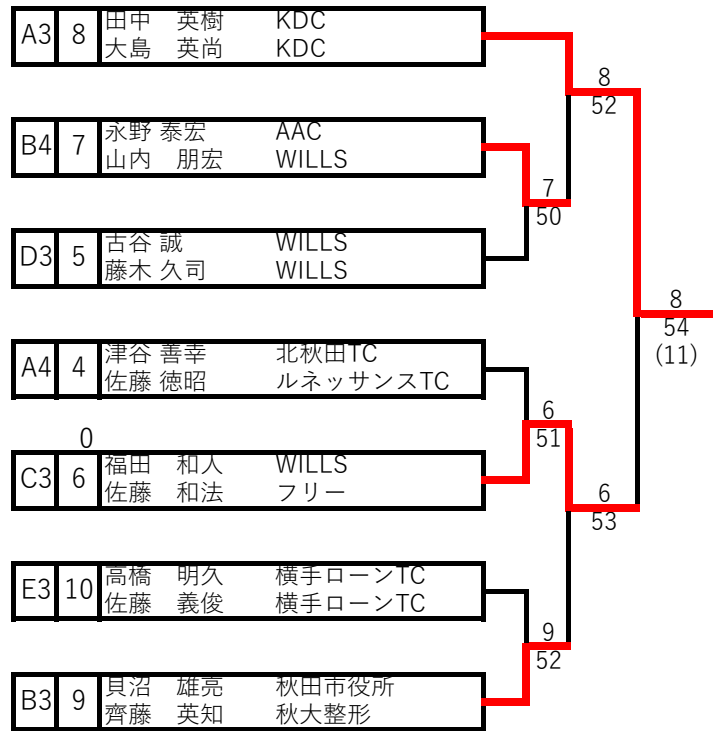 A3 8 田中　英樹 KDC
大島　英尚 KDC
8
52
B4 7 永野 泰宏 AAC
山内　朋宏 WILLS
7
50
D3 5 古谷 誠 WILLS
藤木 久司 WILLS
8
54
(11)
A4 4 津谷 善幸 北秋田TC
佐藤 徳昭 ルネッサンスTC
6
51
0
C3 6 福田　和人 WILLS
佐藤　和法 フリー
6
53
E3 10 高橋　明久 横手ローンTC
佐藤　義俊 横手ローンTC
9
52
B3 9 貝沼　雄亮 秋田市役所
齊藤　英知 秋大整形